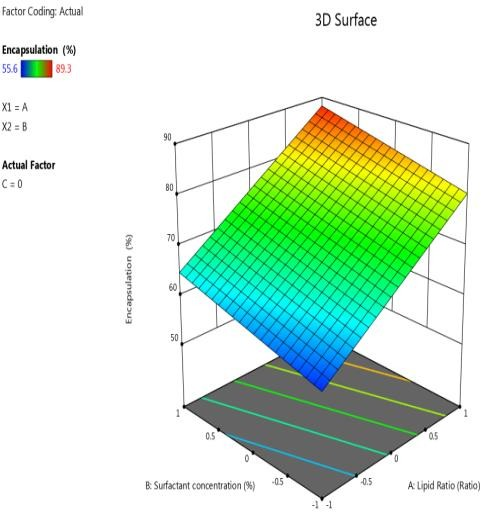 Factor Coding: Actual
3D Surface
Encapsulation (%)
55.6 89.3
X1 = A
X2 = B
Actual Factor
C = 0
90
80
70
60
50
Encapsulation (%)
1
0.5
0
-0.5
-1
B: Surfactant concentration (%)
1
0.5
0
-0.5
-1
A: Lipid Ratio (Ratio)